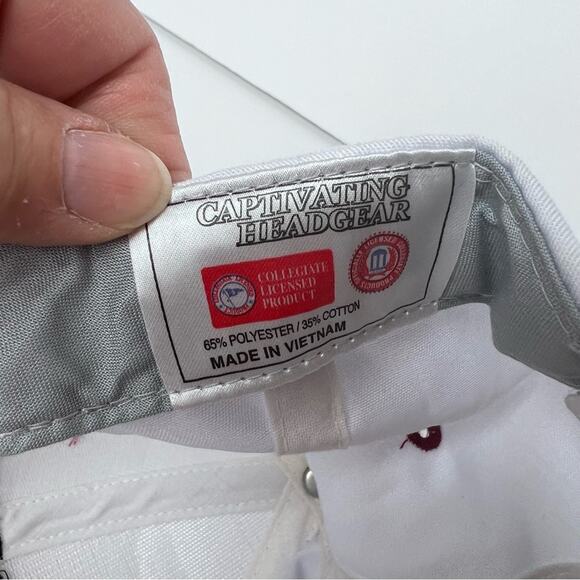 CAPTIVATING
HEADGEAR
COLLEGIATE
LICENSED
PRODUCT
65% POLYESTER / 35% COTTON
MADE IN VIETNAM